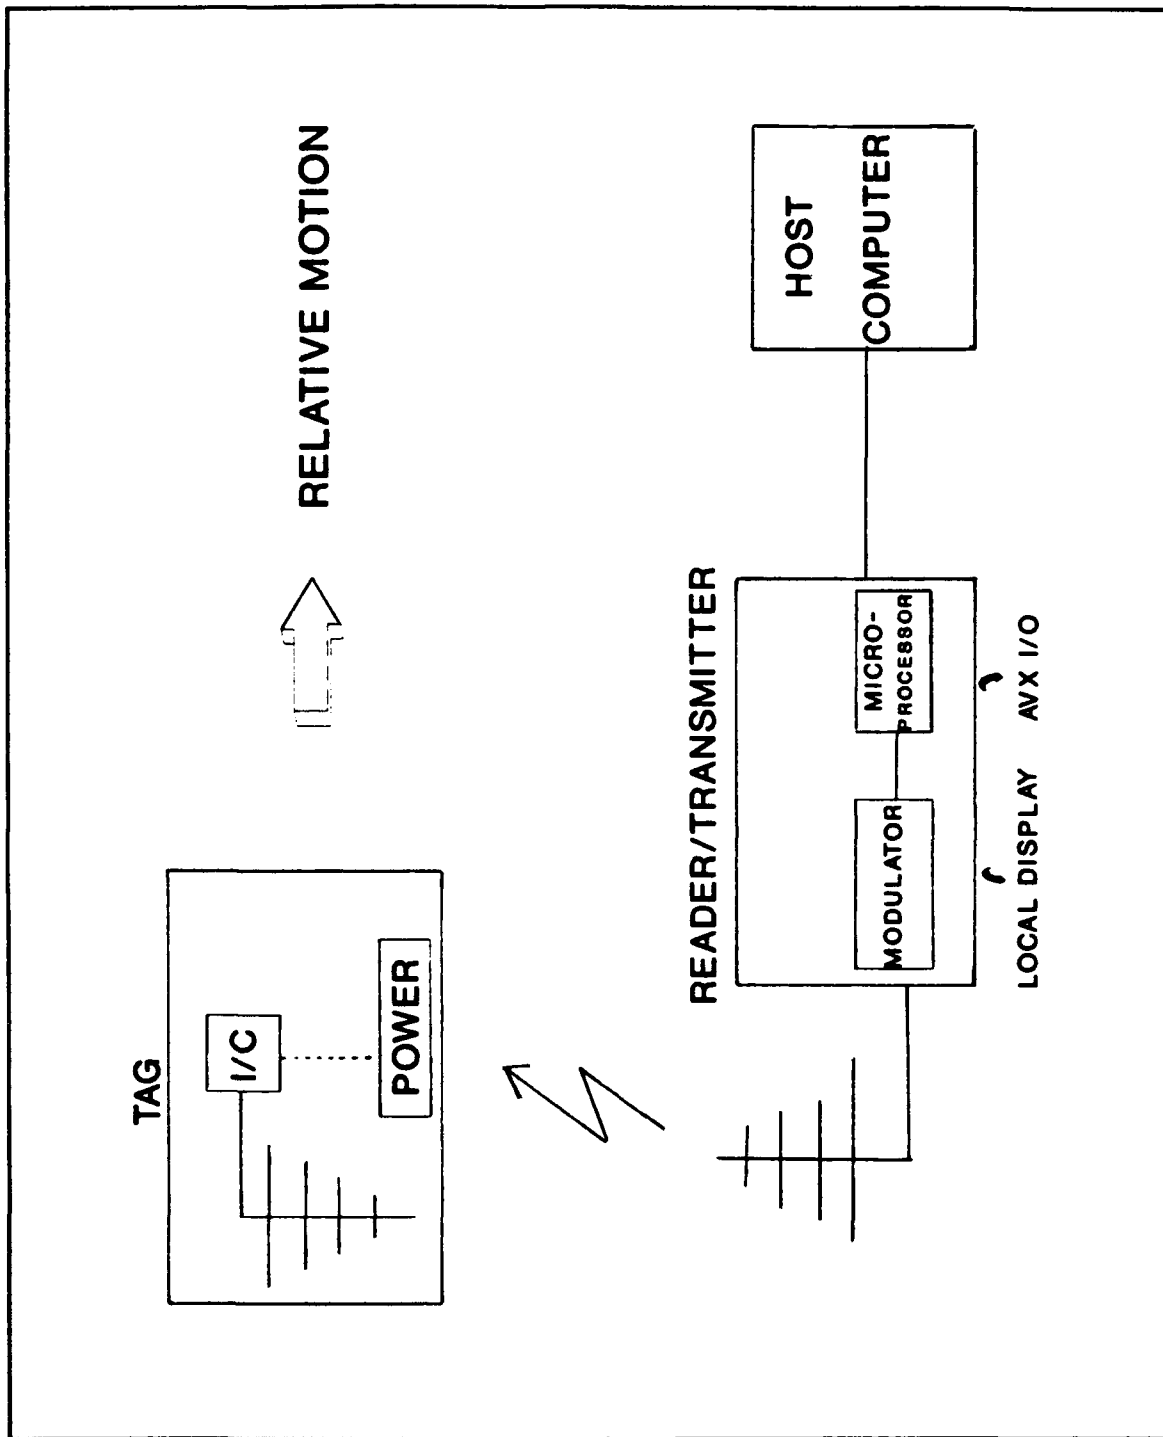 TAG
I/C
POWER
RELATIVE MOTION
READER/TRANSMITTER
MODULATOR
MICRO-
PROCESSOR
LOCAL DISPLAY
AVX I/O
HOST
COMPUTER